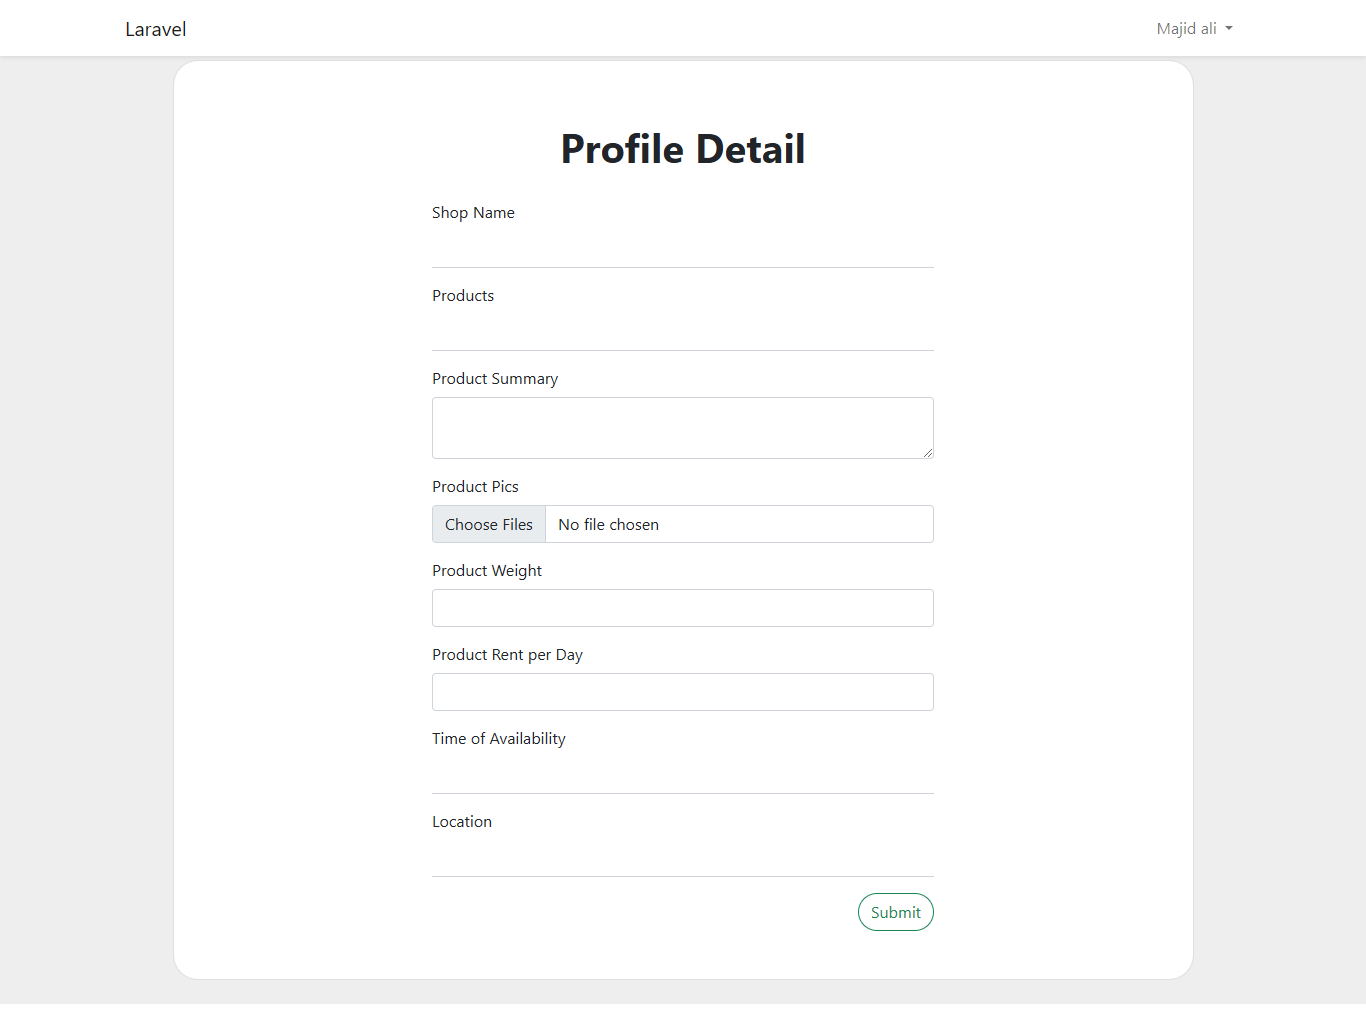 Laravel
Majid ali
Profile Detail
Shop Name
Products
Product Summary
Product Pics
Choose Files No file chosen
Product Weight
Product Rent per Day
Time of Availability
Location
Submit